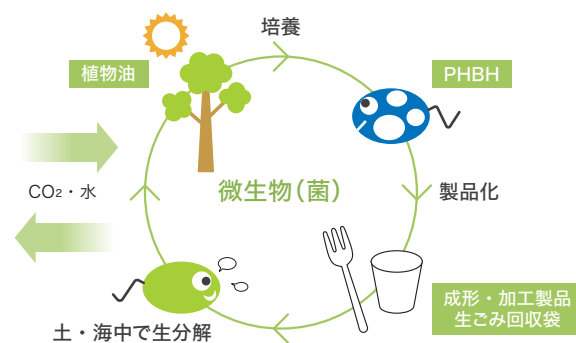 培養
植物油
PHBH
CO₂・水
微生物（菌）
製品化
成形・加工製品
生ごみ回収袋
土・海中で生分解